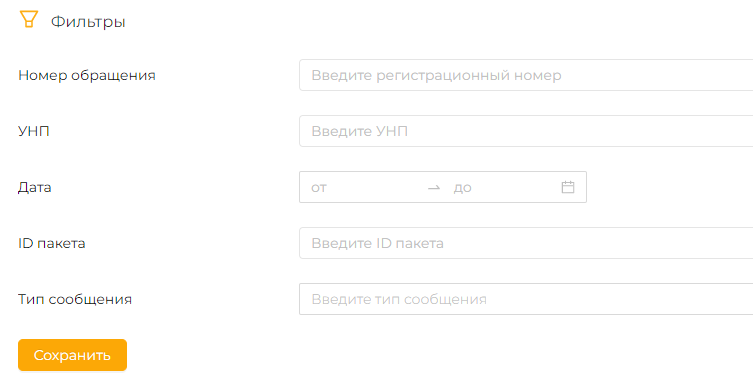 Фильтры
Номер обращения Введите регистрационный номер
УНП Введите УНП
Дата от до
ID пакета Введите ID пакета
Тип сообщения Введите тип сообщения
Сохранить